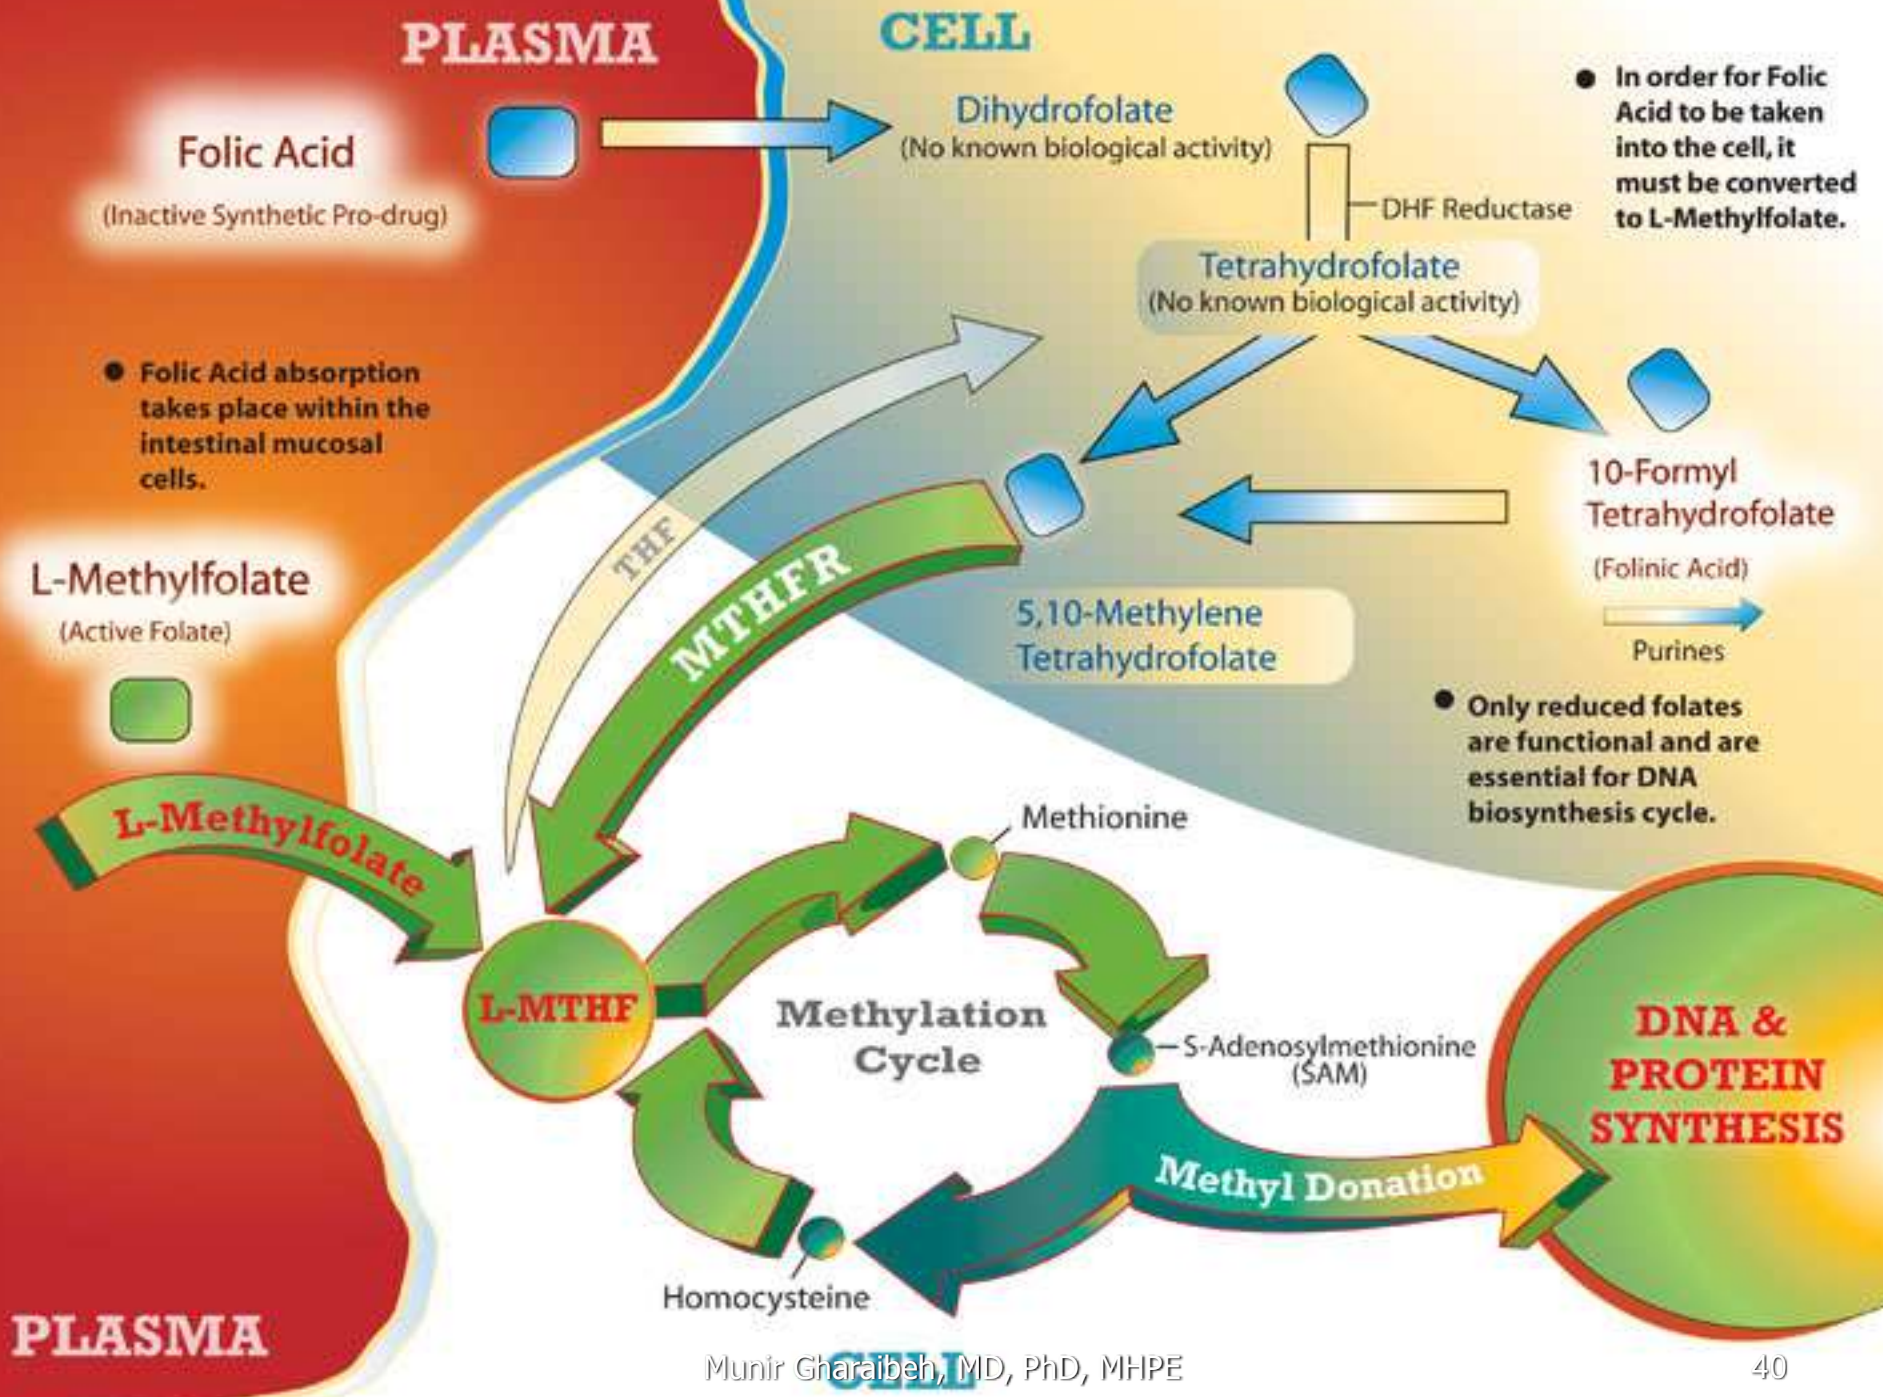 PLASMA
CELL
Folic Acid
(Inactive Synthetic Pro-drug)
Dihydrofolate
(No known biological activity)
DHF Reductase
● In order for Folic
Acid to be taken
into the cell, it
must be converted
to L-Methylfolate.
Tetrahydrofolate
(No known biological activity)
● Folic Acid absorption
takes place within the
intestinal mucosal
cells.
10-Formyl
Tetrahydrofolate
(Folinic Acid)
Purines
THF
MTHFR
5,10-Methylene
Tetrahydrofolate
L-Methylfolate
(Active Folate)
● Only reduced folates
are functional and are
essential for DNA
biosynthesis cycle.
L-Methylfolate
Methionine
L-MTHF
Methylation
Cycle
S-Adenosylmethionine
(SAM)
DNA &
PROTEIN
SYNTHESIS
Methyl Donation
Homocysteine
PLASMA
CELL
Munir Gharaibeh, MD, PhD, MHPE
40